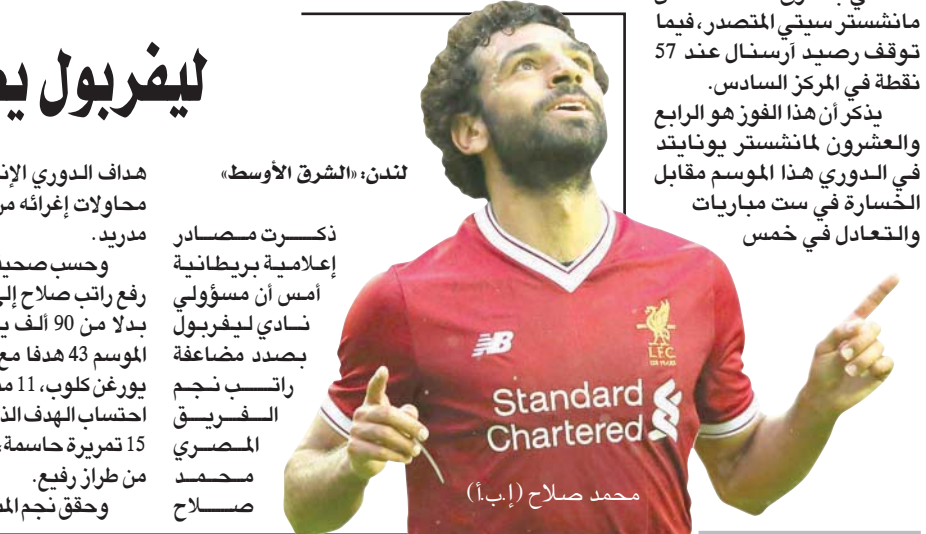 مانشستر سيتي المتصدر، فيما
توقف رصيد آرسنال عند 57
نقطة في المركز السادس.
يذكر أن هذا الفوز هو الرابع
والعشرون لمانشستر يونايتد
في الدوري هذا الموسم مقابل
الخسارة في ست مباريات
والتعادل في خمس
ليفربول
لندن: «الشرق الأوسط»
ذكرت مصادر
إعلامية بريطانية
أمس أن مسؤولي
نادي ليفربول
بصدد مضاعفة
راتب نجم
الفريق
المصري
محمد
صلاح
هداف الدوري
محاولات إغرائه
مدريد.
وحسب
رفع راتب صلاح
بدلا من 90 ألف
الموسم 43 هدفا مع
يورغن كلوب، 11
احتساب الهدف
15 تمريرة حاسمة،
من طراز رفيع.
وحقق نجم
NB
LFC
Standard
Chartered
محمد صلاح (إ.ب.أ)